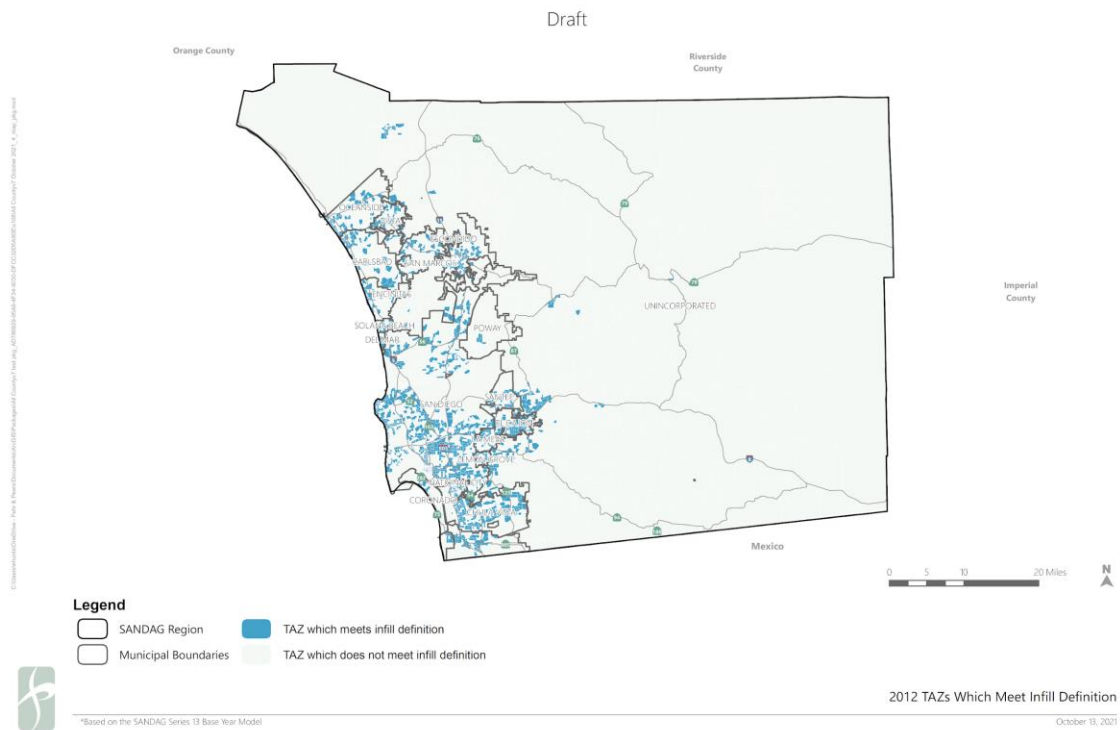 Draft
Orange County
Riverside
County
OCEANSIDE
CARLSBAD
SAN MARCOS
ENCINITAS
SOLANA BEACH
DEL MAR
POWAY
UNINCORPORATED
Imperial
County
SANTEE
SAN DIEGO
EL CAJON
LA MESA
LEMON GROVE
NATIONAL CITY
CORONADO
CHULA VISTA
Mexico
0 5 10 20 Miles
N
Legend
SANDAG Region
TAZ which meets infill definition
Municipal Boundaries
TAZ which does not meet infill definition
2012 TAZs Which Meet Infill Definition
*Based on the SANDAG Series 13 Base Year Model
October 13, 2021